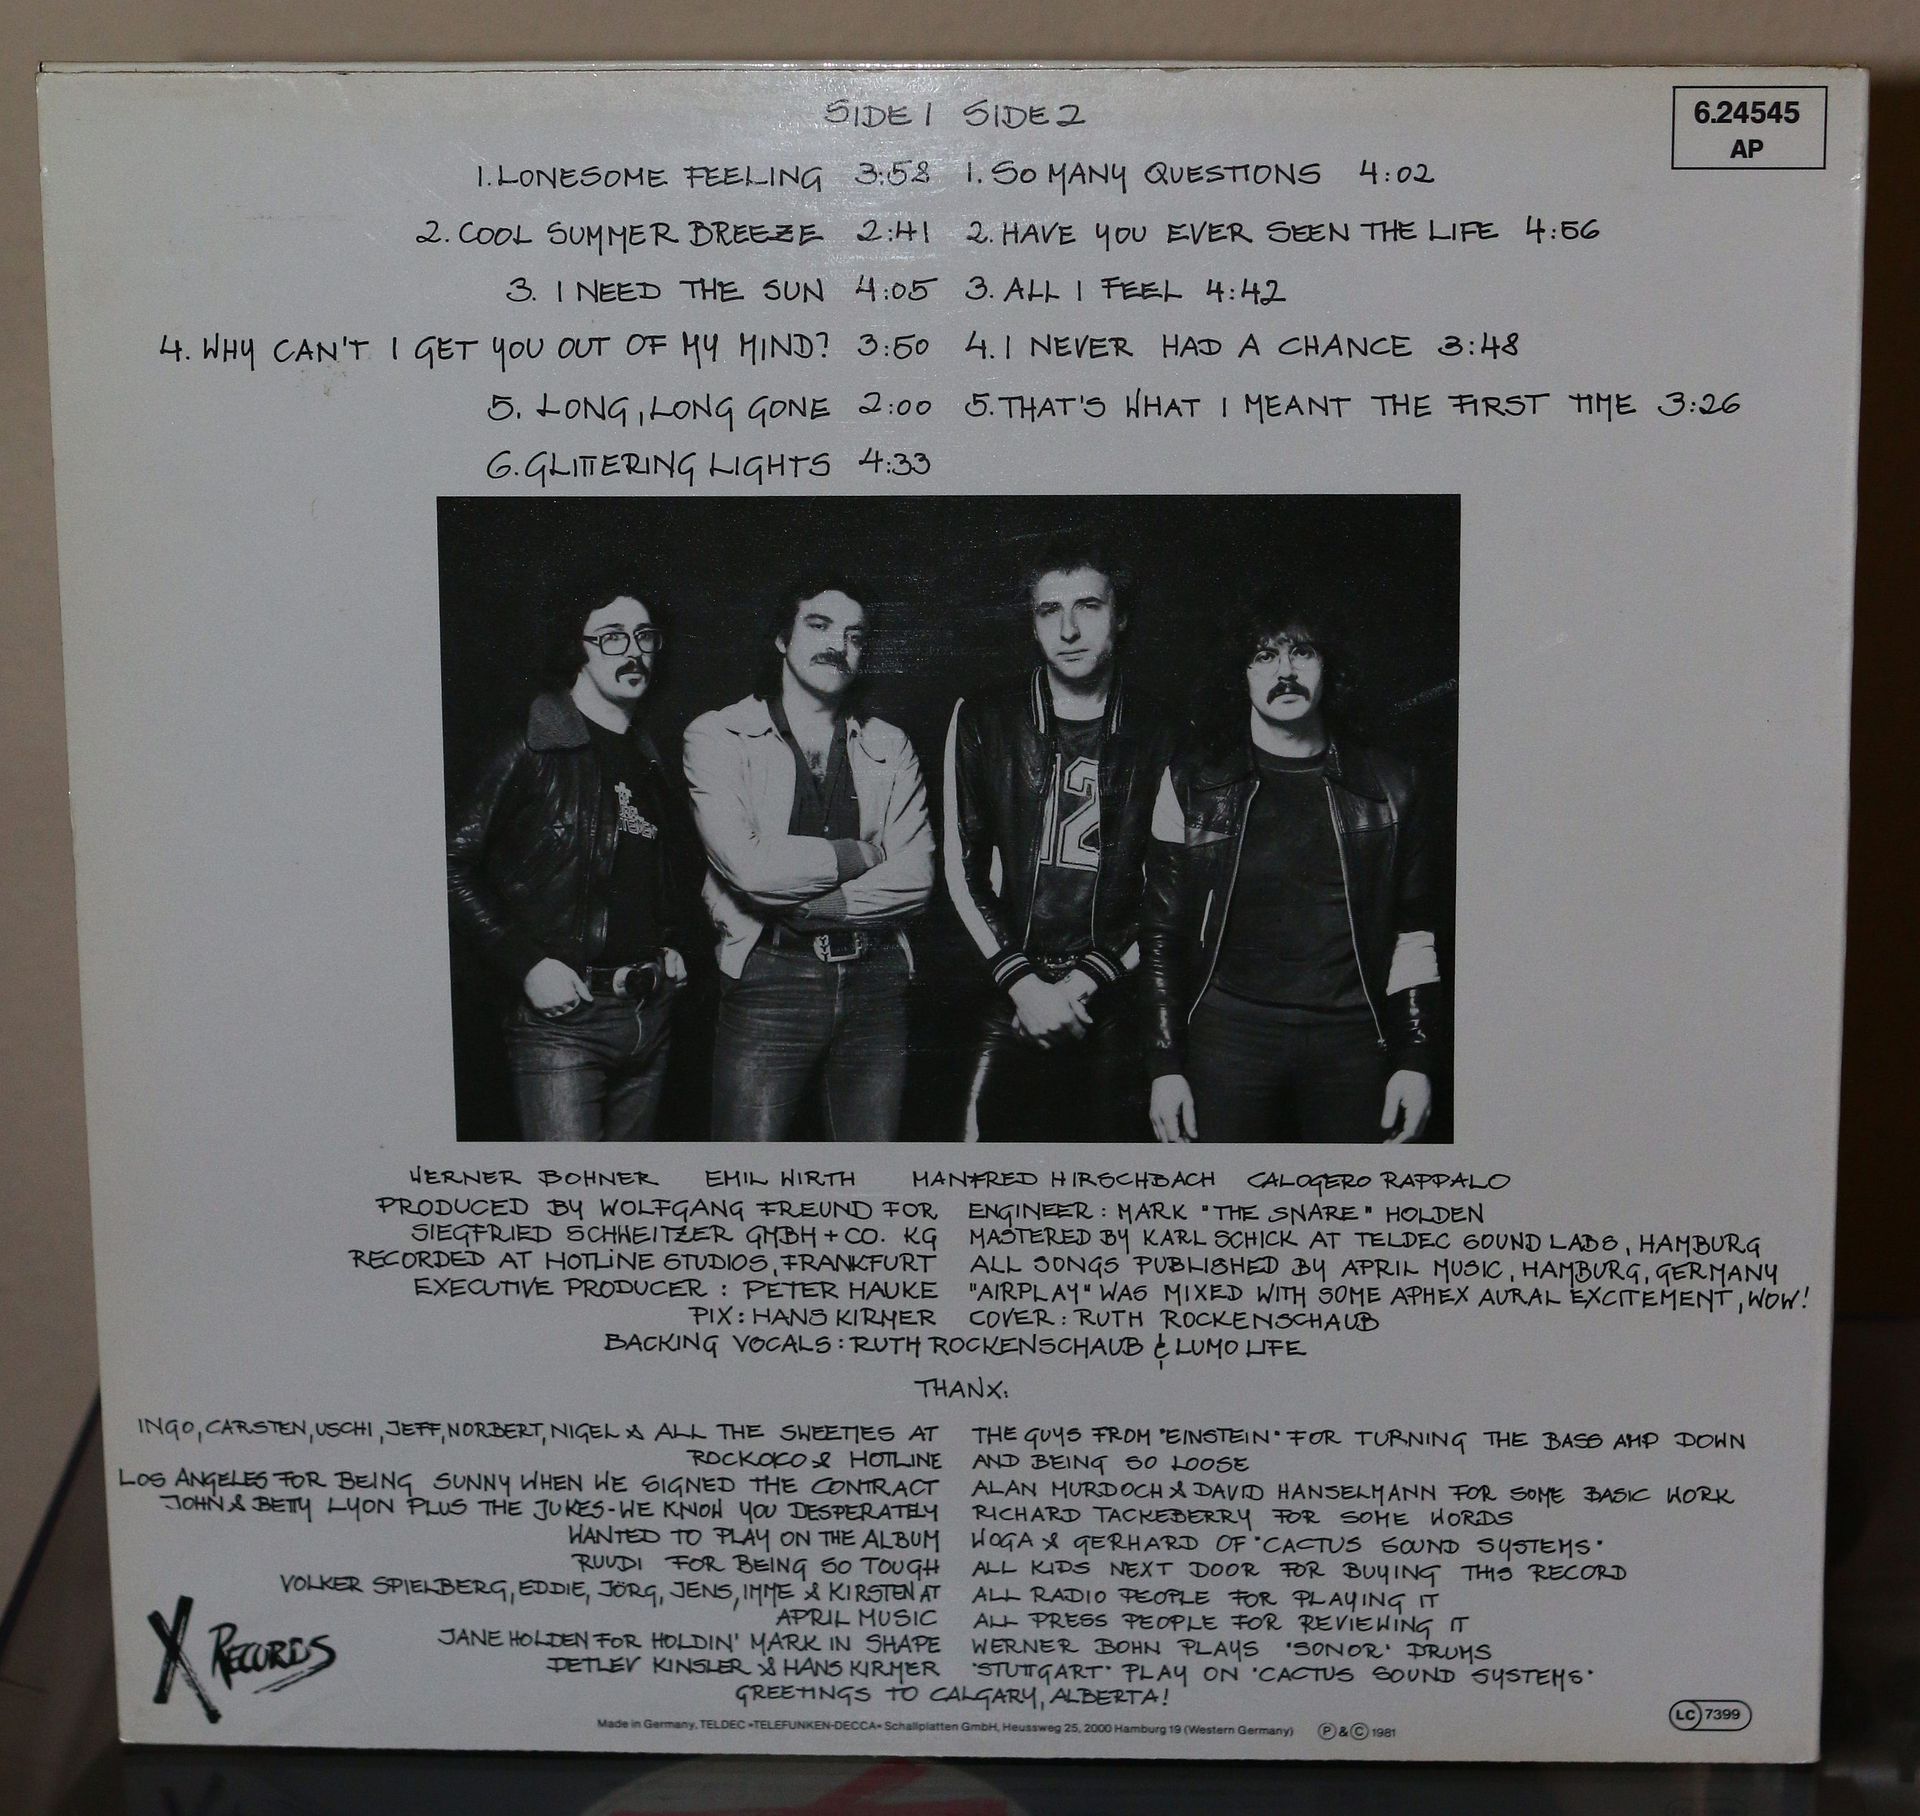 SIDE 1 SIDE 2
6.24545
AP
1. LONESOME FEELING 3:58
2. COOL SUMMER BREEZE 2:41
3. I NEED THE SUN 4:05
4. WHY CAN'T I GET YOU OUT OF MY MIND? 3:50
5. LONG, LONG GONE 2:00
6. GLITTERING LIGHTS 4:33
1. SO MANY QUESTIONS 4:02
2. HAVE YOU EVER SEEN THE LIFE 4:56
3. ALL I FEEL 4:42
4. I NEVER HAD A CHANCE 3:48
5. THAT'S WHAT I MEANT THE FIRST TIME 3:26
12
WERNER BOHNER EMIL WIRTH MANFRED HIRSCHBACH CALOGERO RAPPALO
PRODUCED BY WOLFGANG FREUND FOR
SIEGFRIED SCHWEITZER GMBH + CO. KG
RECORDED AT HOTLINE STUDIOS, FRANKFURT
EXECUTIVE PRODUCER : PETER HAUKE
PIX : HANS KIRMER
ENGINEER : MARK "THE SNARE" HOLDEN
MASTERED BY KARL SCHICK AT TELDEC SOUND LABS, HAMBURG
ALL SONGS PUBLISHED BY APRIL MUSIC, HAMBURG, GERMANY
"AIRPLAY" WAS MIXED WITH SOME APHEX AURAL EXCITEMENT, WOW!
COVER : RUTH ROCKENSCHAUB
BACKING VOCALS : RUTH ROCKENSCHAUB & LUMO LIFE
THANX:
INGO, CARSTEN, USCHI, JEFF, NORBERT, NIGEL & ALL THE SWEETIES AT
ROCKOKO & HOTLINE
LOS ANGELES FOR BEING SUNNY WHEN WE SIGNED THE CONTRACT
JOHN & BETTY LYON PLUS THE JUKES - WE KNOW YOU DESPERATELY
WANTED TO PLAY ON THE ALBUM
RUUDI FOR BEING SO TOUGH
VOLKER SPIELBERG, EDDIE, JÖRG, JENS, IMME & KIRSTEN AT
APRIL MUSIC
JANE HOLDEN FOR HOLDIN' MARK IN SHAPE
DETLEV KINSLER & HANS KIRMER
THE GUYS FROM "EINSTEIN" FOR TURNING THE BASS AMP DOWN
AND BEING SO LOOSE
ALAN MURDOCH & DAVID HANSELMANN FOR SOME BASIC WORK
RICHARD TACKEBERRY FOR SOME WORDS
WOGA & GERHARD OF "CACTUS SOUND SYSTEMS"
ALL KIDS NEXT DOOR FOR BUYING THIS RECORD
ALL RADIO PEOPLE FOR PLAYING IT
ALL PRESS PEOPLE FOR REVIEWING IT
WERNER BOHN PLAYS "SONOR" DRUMS
"STUTTGART" PLAY ON "CACTUS SOUND SYSTEMS"
GREETINGS TO CALGARY, ALBERTA!
X RECORDS
Made in Germany, TELDEC »TELEFUNKEN-DECCA« Schallplatten GmbH, Heussweg 25, 2000 Hamburg 19 (Western Germany) Ⓟ & © 1981
LC 7399